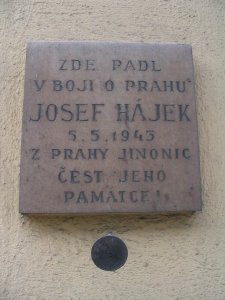 ZDE PADL
V BOJI O PRAHU
JOSEF HÁJEK
5.5.1945
Z PRAHY JINONIC
ČEST JEHO
PAMÁTCE!